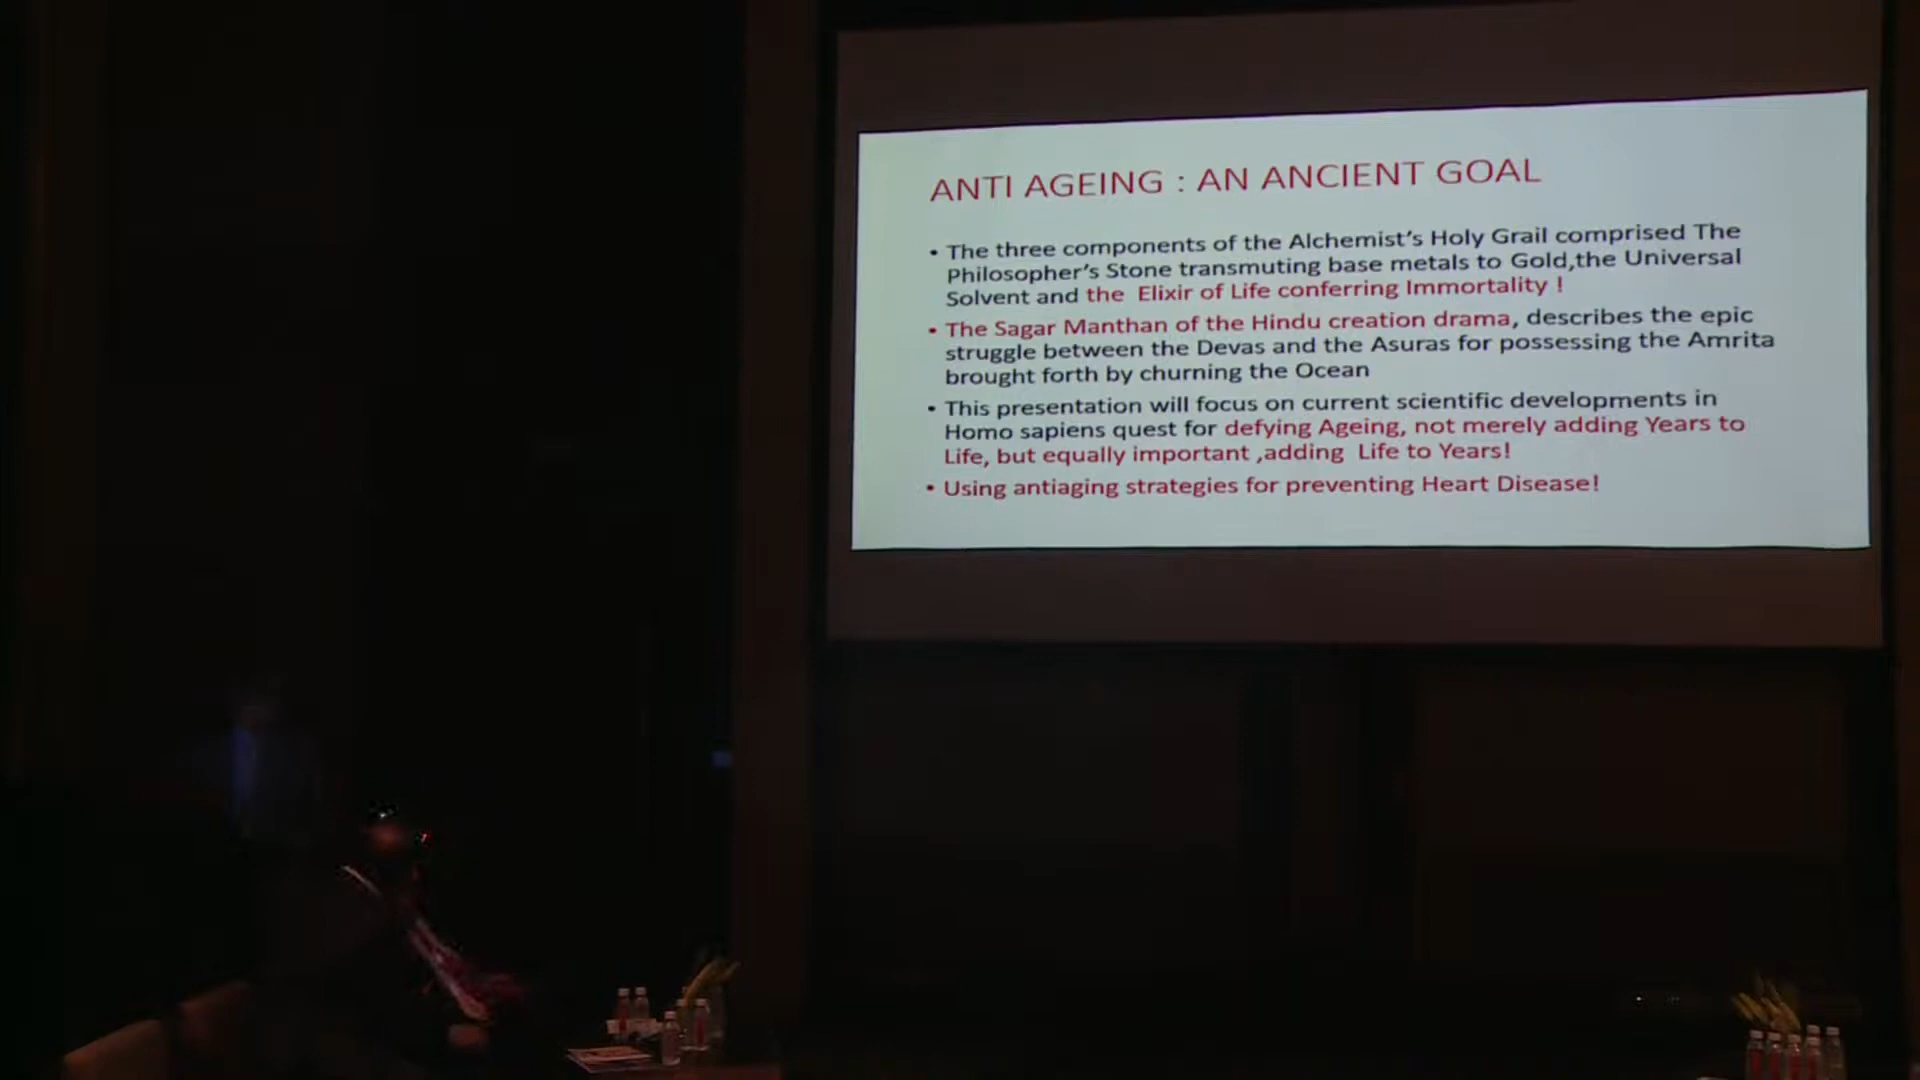 ANTI AGEING : AN ANCIENT GOAL
• The three components of the Alchemist's Holy Grail comprised The
Philosopher's Stone transmuting base metals to Gold,the Universal
Solvent and the Elixir of Life conferring Immortality !
• The Sagar Manthan of the Hindu creation drama, describes the epic
struggle between the Devas and the Asuras for possessing the Amrita
brought forth by churning the Ocean
• This presentation will focus on current scientific developments in
Homo sapiens quest for defying Ageing, not merely adding Years to
Life, but equally important ,adding Life to Years!
• Using antiaging strategies for preventing Heart Disease!